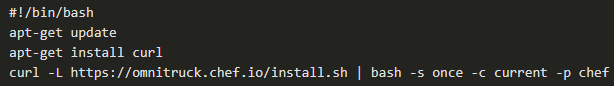 #!/bin/bash
apt-get update
apt-get install curl
curl -L https://omnitruck.chef.io/install.sh | bash -s once -c current -p chef